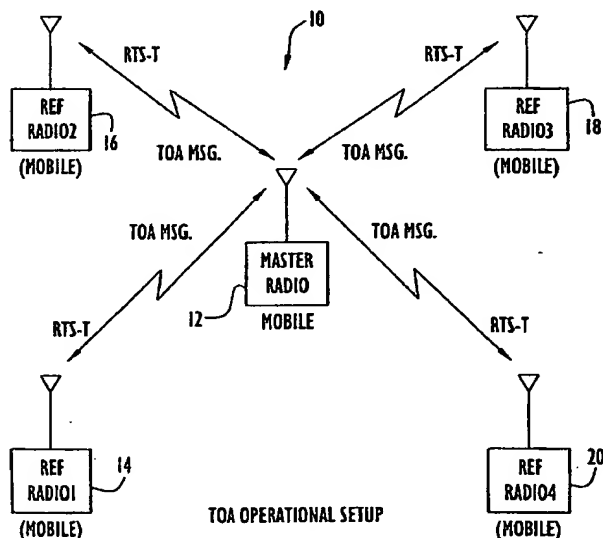 10
RTS-T
RTS-T
REF
RADIO2
16
(MOBILE)
REF
RADIO3
18
(MOBILE)
TOA MSG.
TOA MSG.
TOA MSG.
TOA MSG.
MASTER
RADIO
12
MOBILE
RTS-T
RTS-T
REF
RADIO1
14
(MOBILE)
REF
RADIO4
20
(MOBILE)
TOA OPERATIONAL SETUP